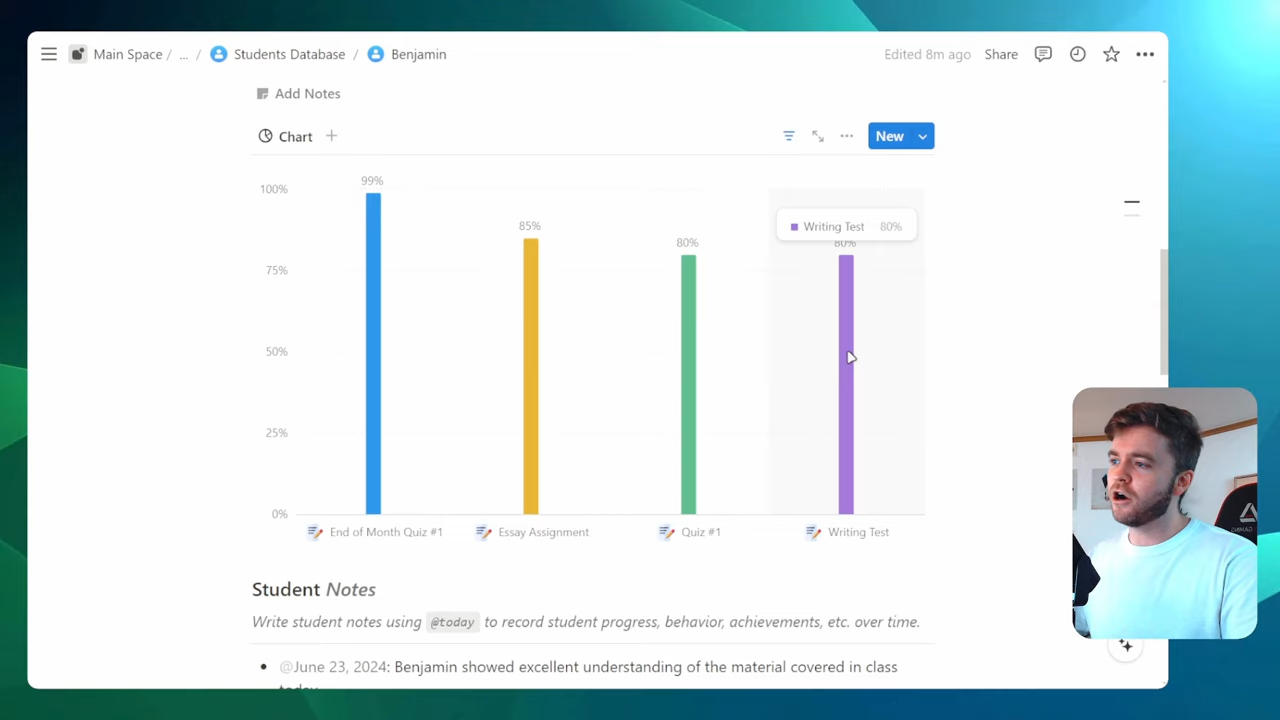 Main Space / ... / Students Database / Benjamin
Edited 8m ago Share
Add Notes
Chart
New
100%
75%
50%
25%
0%
99%
85%
80%
Writing Test 80%
80%
End of Month Quiz #1
Essay Assignment
Quiz #1
Writing Test
Student Notes
Write student notes using @today to record student progress, behavior, achievements, etc. over time.
@June 23, 2024: Benjamin showed excellent understanding of the material covered in class
today.
GAMING